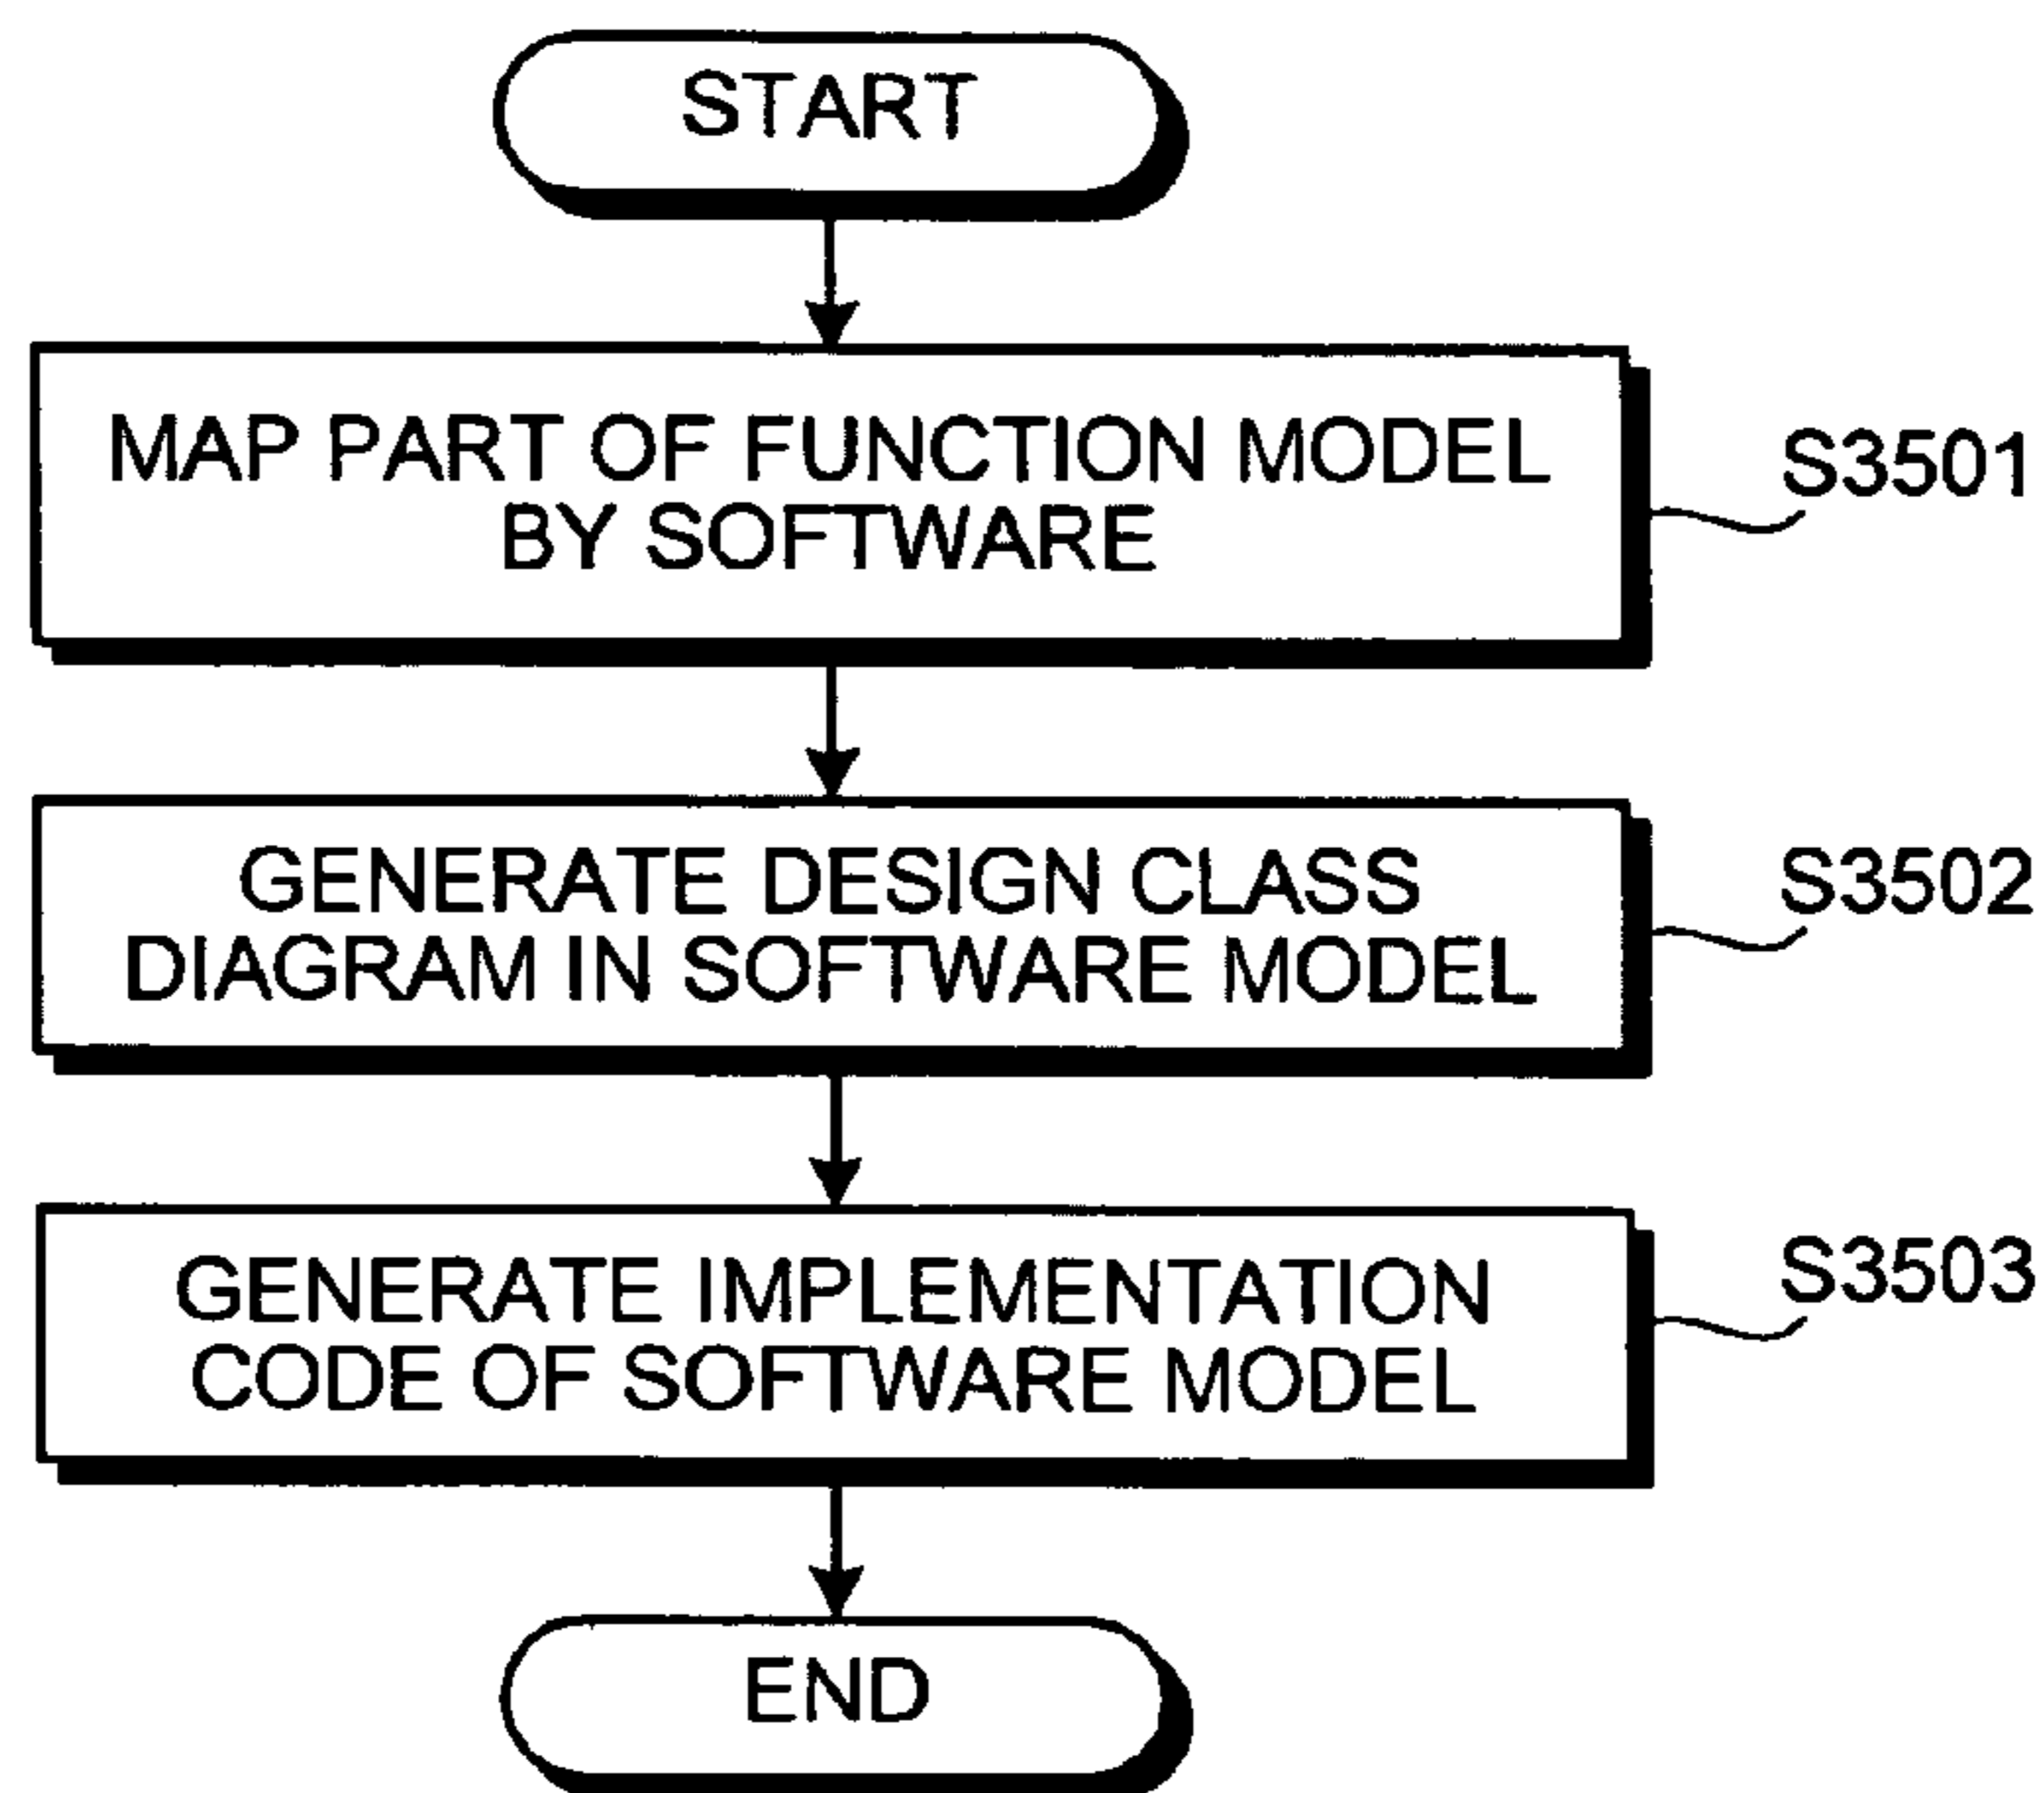 START
MAP PART OF FUNCTION MODEL
BY SOFTWARE
S3501
GENERATE DESIGN CLASS
DIAGRAM IN SOFTWARE MODEL
S3502
GENERATE IMPLEMENTATION
CODE OF SOFTWARE MODEL
S3503
END